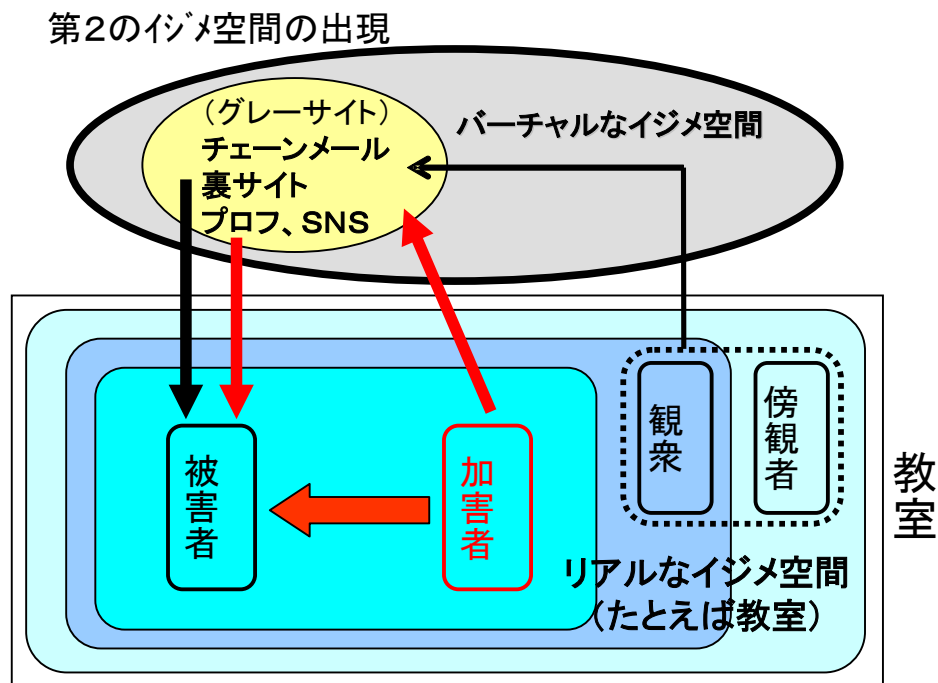 第２のｲｼﾞﾒ空間の出現
（グレーサイト）
チェーンメール
裏サイト
プロフ、ＳＮＳ
バーチャルなイジメ空間
被害者
加害者
観衆
傍観者
教室
リアルなイジメ空間
（たとえば教室）